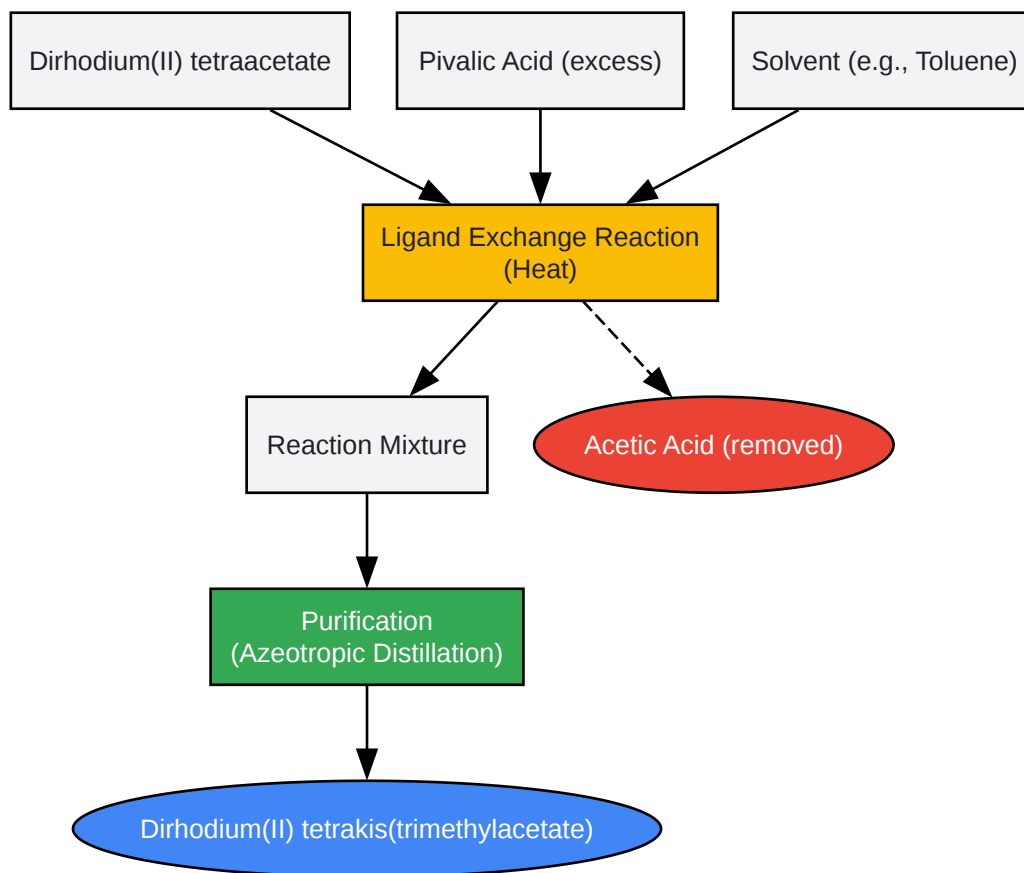 Dirhodium(II) tetraacetate
Pivalic Acid (excess)
Solvent (e.g., Toluene)
Ligand Exchange Reaction
(Heat)
Reaction Mixture
Acetic Acid (removed)
Purification
(Azeotropic Distillation)
Dirhodium(II) tetrakis(trimethylacetate)